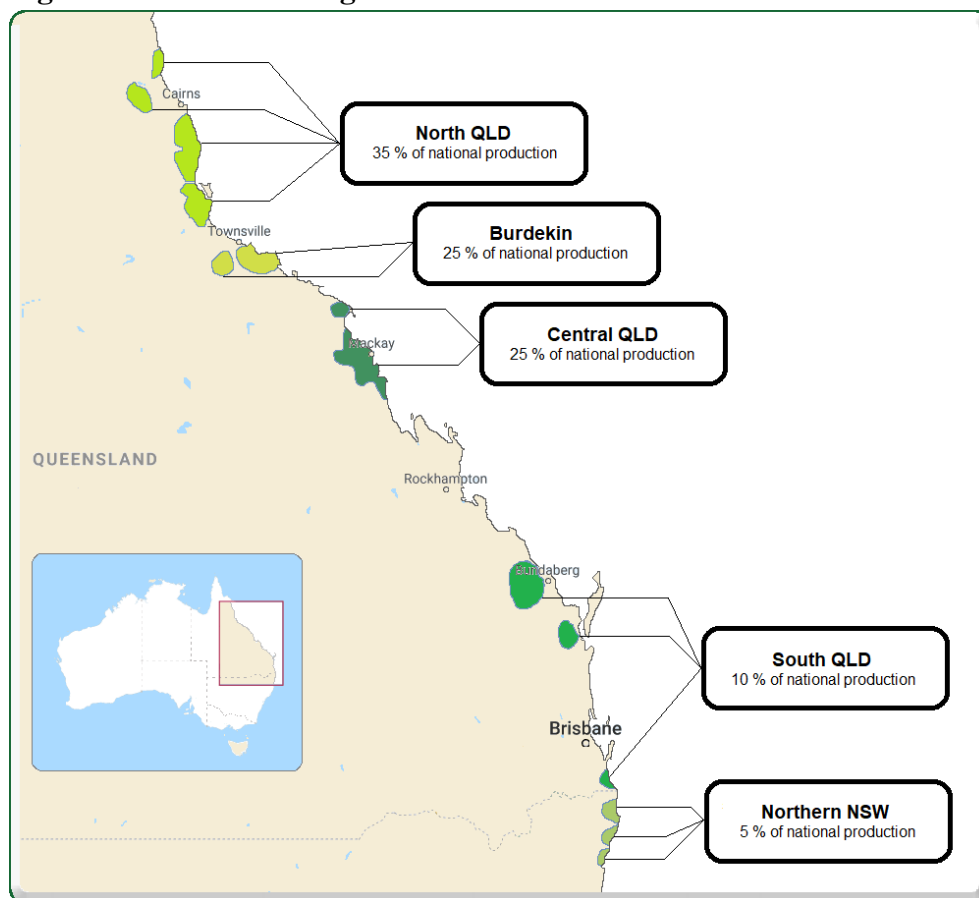 Cairns
North QLD
35 % of national production
Townsville
Burdekin
25 % of national production
Central QLD
25 % of national production
Mackay
QUEENSLAND
Rockhampton
Bundaberg
South QLD
10 % of national production
Brisbane
Northern NSW
5 % of national production